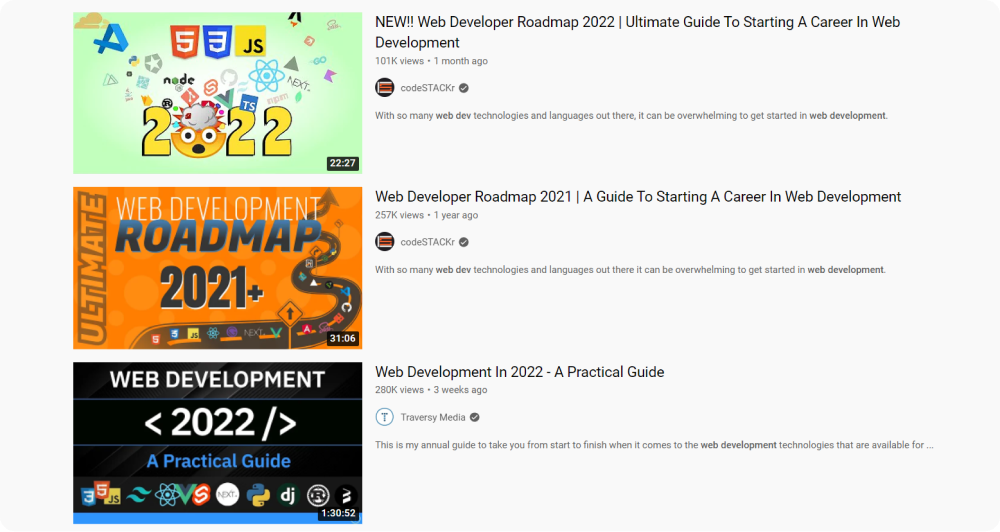 NEW!! Web Developer Roadmap 2022 | Ultimate Guide To Starting A Career In Web
Development
101K views • 1 month ago
codeSTACKr
With so many web dev technologies and languages out there, it can be overwhelming to get started in web development.
JS
node
NEXT
TS
2022
22:27
Web Developer Roadmap 2021 | A Guide To Starting A Career In Web Development
257K views • 1 year ago
codeSTACKr
With so many web dev technologies and languages out there it can be overwhelming to get started in web development.
ULTIMATE
WEB DEVELOPMENT
ROADMAP
2021+
JS
NEXT
31:06
Web Development In 2022 - A Practical Guide
280K views • 3 weeks ago
T
Traversy Media
This is my annual guide to take you from start to finish when it comes to the web development technologies that are available for ...
WEB DEVELOPMENT
< 2022 />
A Practical Guide
3 5 JS
NEXT
dj
1:30:52